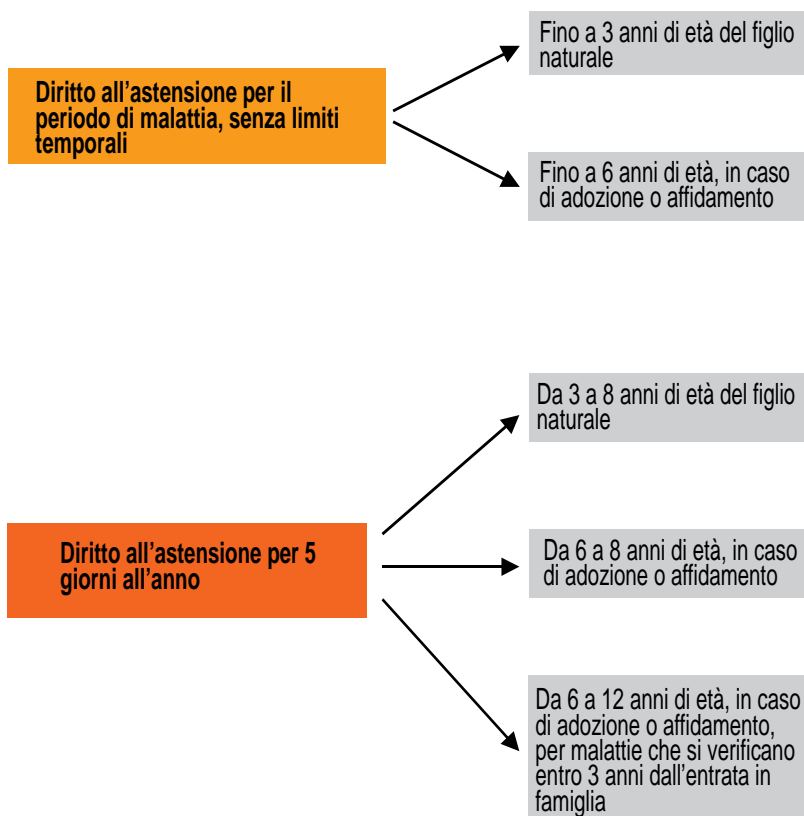 Fino a 3 anni di età del figlio
naturale
Diritto all'astensione per il
periodo di malattia, senza limiti
temporali
Fino a 6 anni di età, in caso
di adozione o affidamento
Da 3 a 8 anni di età del figlio
naturale
Diritto all'astensione per 5
giorni all'anno
Da 6 a 8 anni di età, in caso
di adozione o affidamento
Da 6 a 12 anni di età, in caso
di adozione o affidamento,
per malattie che si verificano
entro 3 anni dall'entrata in
famiglia